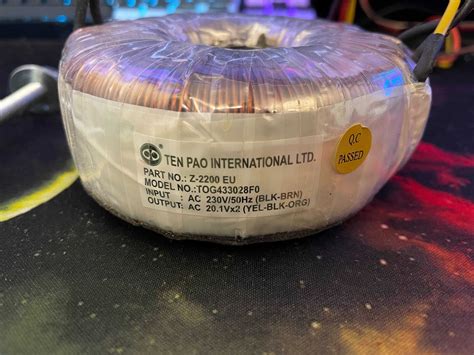 TEN PAO INTERNATIONAL LTD.
PART NO.: Z-2200 EU
MODEL NO.:TOG433028F0
INPUT : AC 230V/50Hz (BLK-BRN)
OUTPUT: AC 20.1Vx2 (YEL-BLK-ORG)
Q.C
PASSED